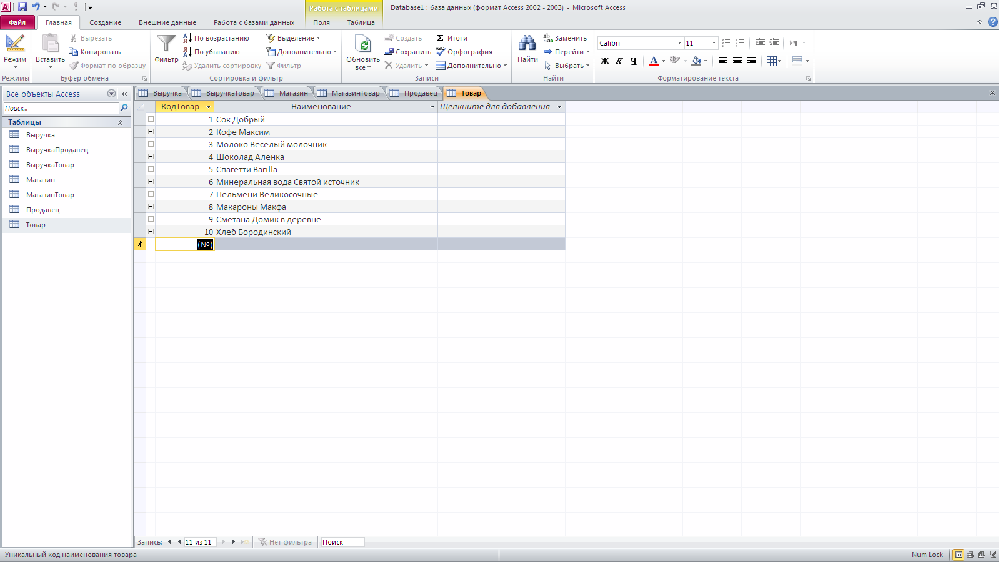 Работа с таблицами
Database1 : база данных (формат Access 2002 - 2003) - Microsoft Access
Файл Главная Создание Внешние данные Работа с базами данных Поля Таблица
Режим
Режимы
Вставить
Вырезать
Копировать
Формат по образцу
Буфер обмена
Фильтр
По возрастанию
По убыванию
Удалить сортировку
Выделение
Дополнительно
Фильтр
Сортировка и фильтр
Обновить
все
Создать
Сохранить
Удалить
Итоги
Орфография
Дополнительно
Записи
Найти
Заменить
Перейти
Выбрать
Найти
Calibri 11
Ж К Ч
Форматирование текста
Все объекты Access
Поиск...
Таблицы
Выручка
ВыручкаПродавец
ВыручкаТовар
Магазин
МагазинТовар
Продавец
Товар
Выручка ВыручкаТовар Магазин МагазинТовар Продавец Товар
КодТовар Наименование Щелкните для добавления
1 Сок Добрый
2 Кофе Максим
3 Молоко Веселый молочник
4 Шоколад Аленка
5 Спагетти Barilla
6 Минеральная вода Святой источник
7 Пельмени Великосочные
8 Макароны Макфа
9 Сметана Домик в деревне
10 Хлеб Бородинский
(№)
Запись: 11 из 11 Нет фильтра Поиск
Уникальный код наименования товара
Num Lock